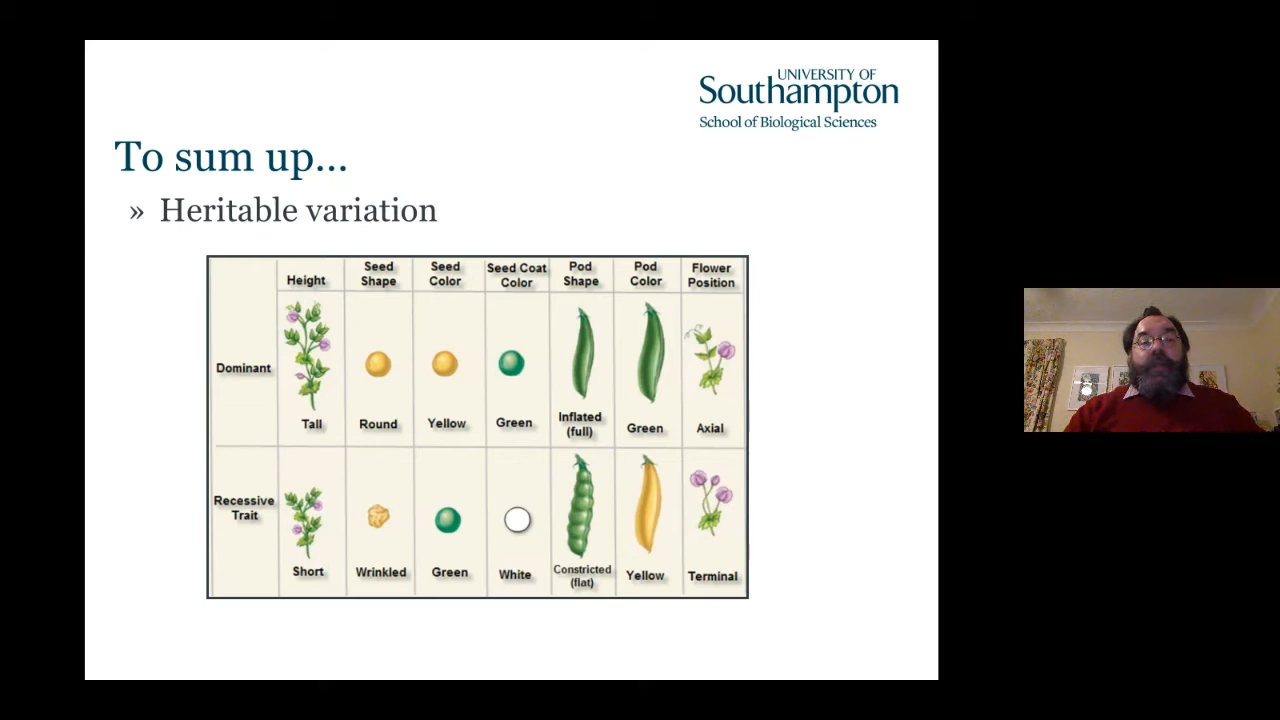 UNIVERSITY OF
Southampton
School of Biological Sciences
To sum up...
» Heritable variation
Height
Seed
Shape
Seed
Color
Seed Coat
Color
Pod
Shape
Pod
Color
Flower
Position
Dominant
Tall
Round
Yellow
Green
Inflated
(full)
Green
Axial
Recessive
Trait
Short
Wrinkled
Green
White
Constricted
(flat)
Yellow
Terminal